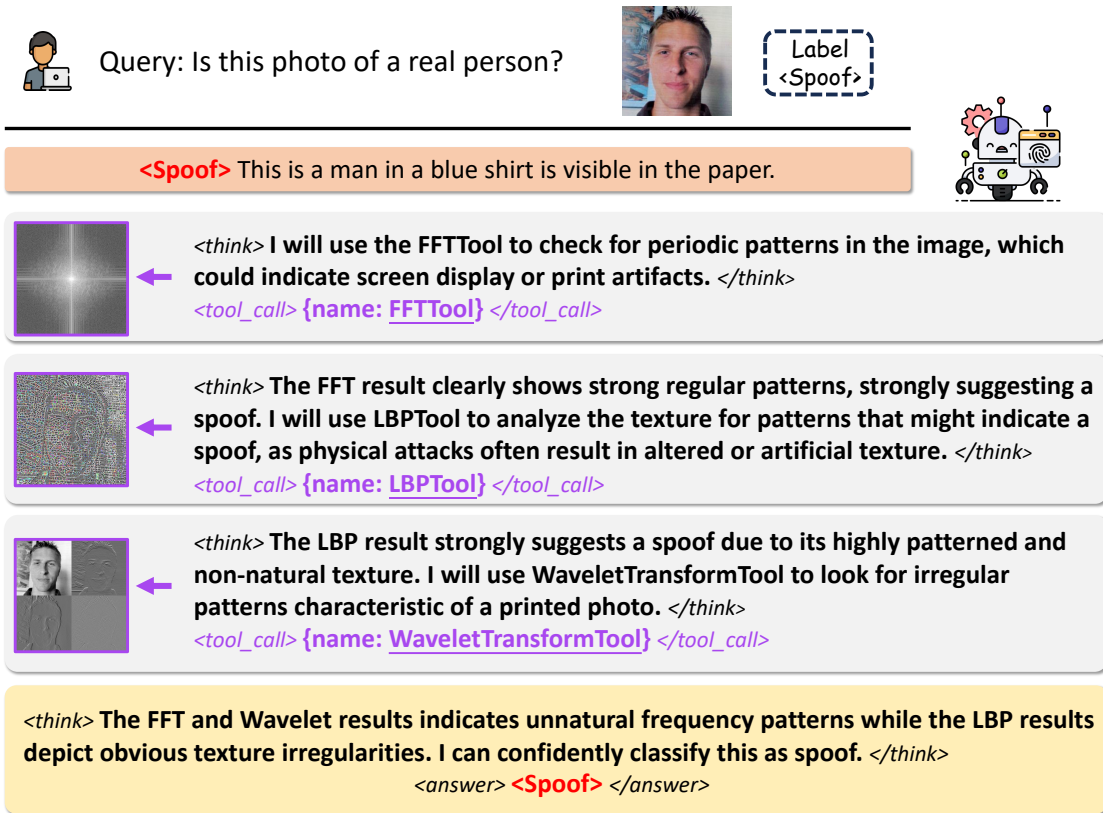 Query: Is this photo of a real person?
Label
<Spoof>
<Spoof> This is a man in a blue shirt is visible in the paper.
<think> I will use the FFTTool to check for periodic patterns in the image, which
could indicate screen display or print artifacts. </think>
<tool_call> {name: FFTTool} </tool_call>
<think> The FFT result clearly shows strong regular patterns, strongly suggesting a
spoof. I will use LBPTool to analyze the texture for patterns that might indicate a
spoof, as physical attacks often result in altered or artificial texture. </think>
<tool_call> {name: LBPTool} </tool_call>
<think> The LBP result strongly suggests a spoof due to its highly patterned and
non-natural texture. I will use WaveletTransformTool to look for irregular
patterns characteristic of a printed photo. </think>
<tool_call> {name: WaveletTransformTool} </tool_call>
<think> The FFT and Wavelet results indicates unnatural frequency patterns while the LBP results
depict obvious texture irregularities. I can confidently classify this as spoof. </think>
<answer> <Spoof> </answer>